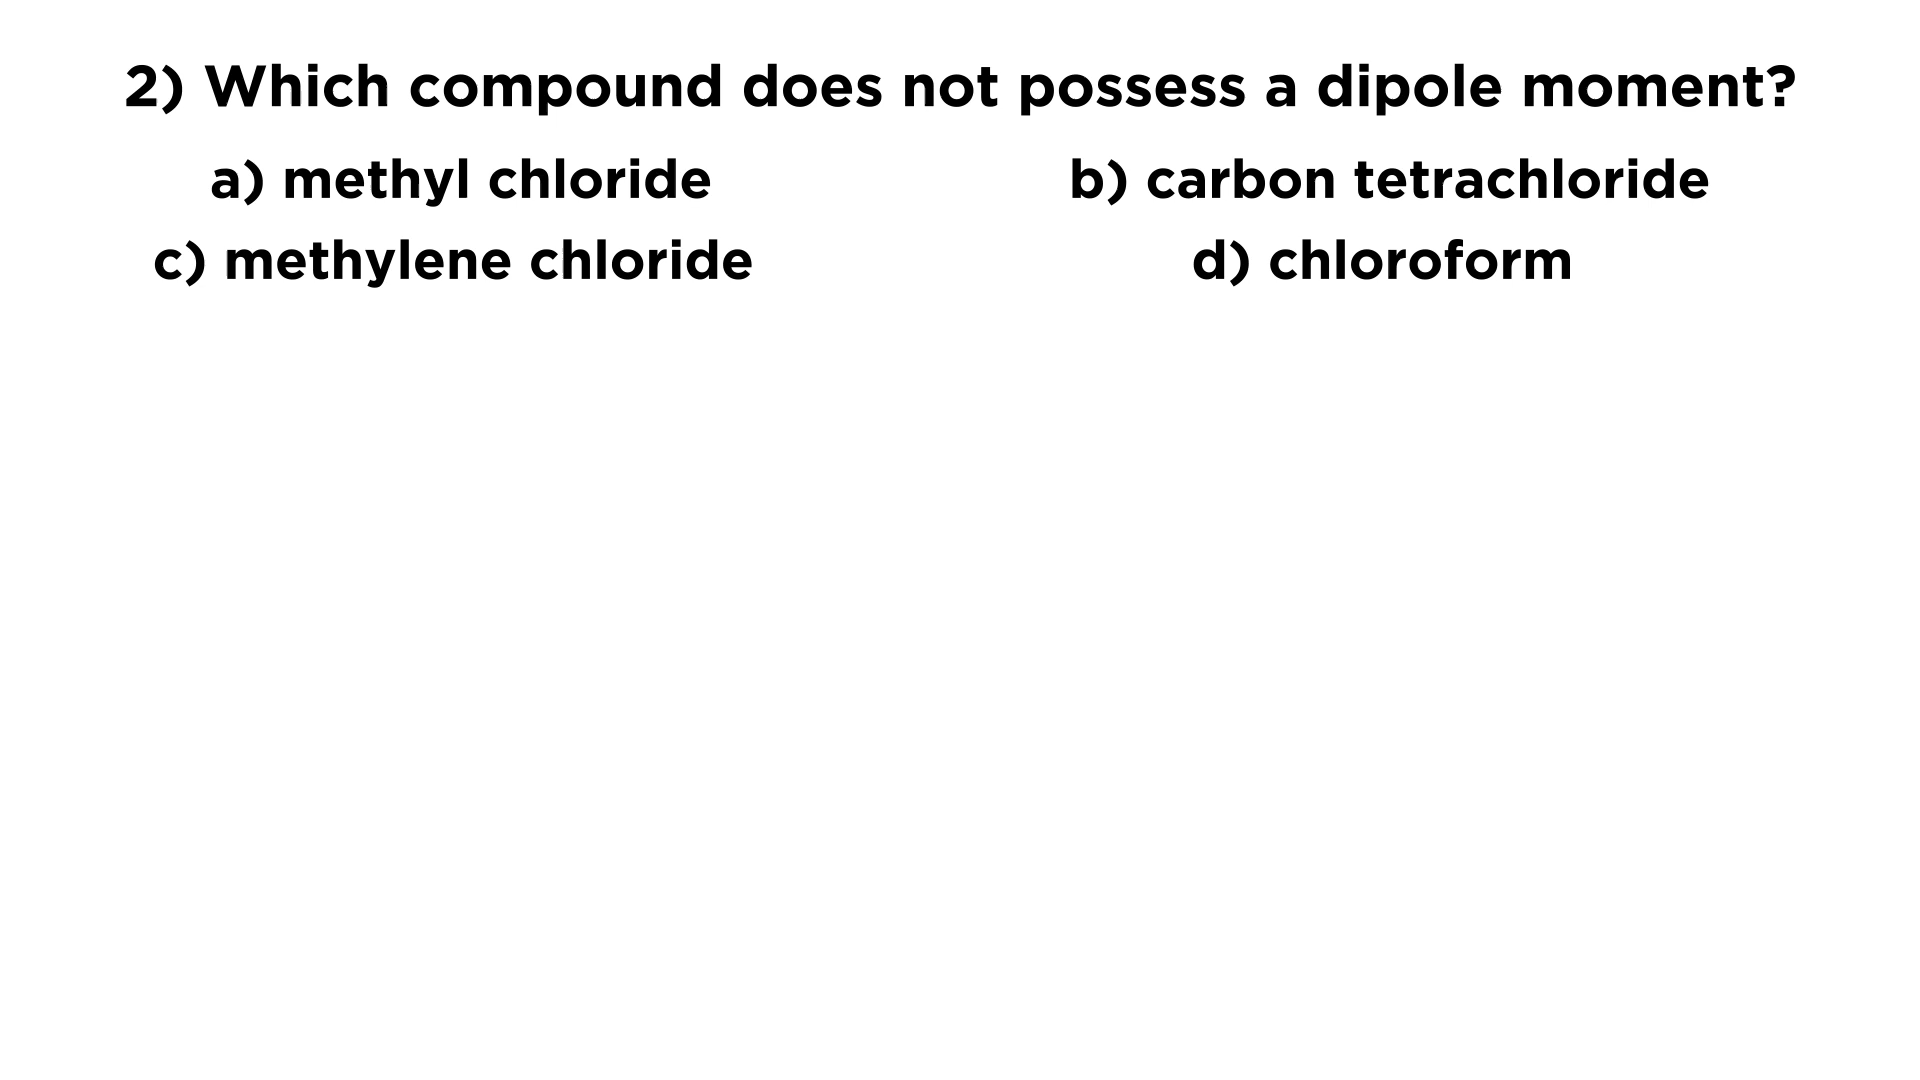 2) Which compound does not possess a dipole moment?
a) methyl chloride b) carbon tetrachloride
c) methylene chloride d) chloroform